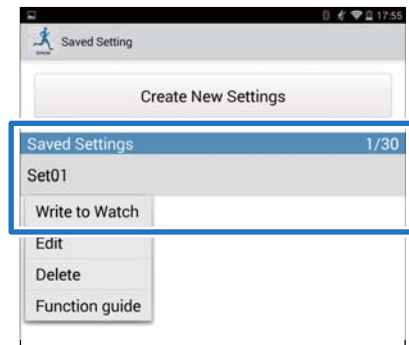 17:55
EPSON
Saved Setting
Create New Settings
Saved Settings 1/30
Set01
Write to Watch
Edit
Delete
Function guide